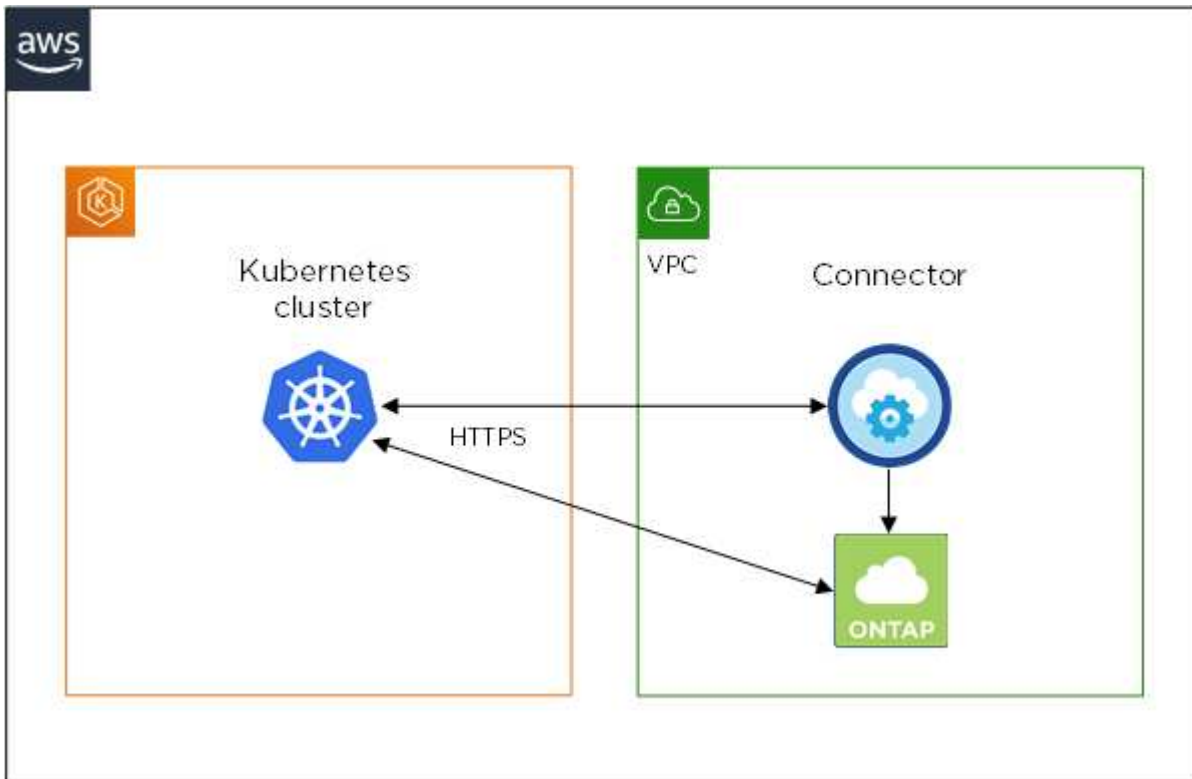 aws
Kubernetes
cluster
VPC
Connector
HTTPS
K
ONTAP